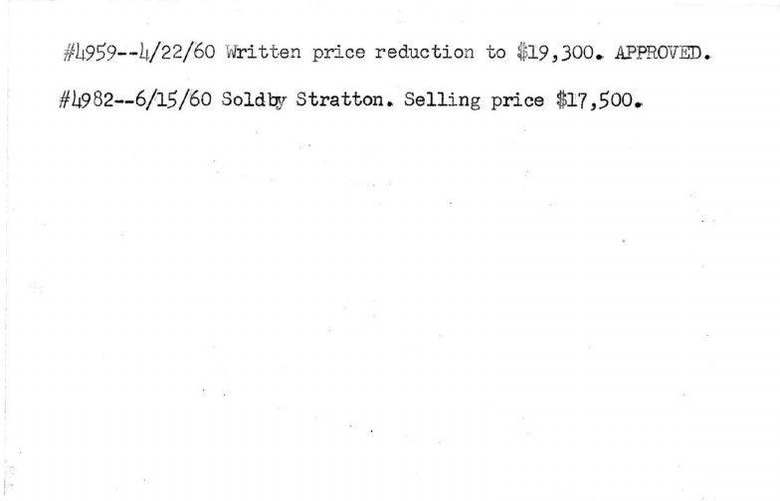 #4959--4/22/60 Written price reduction to $19,300. APPROVED.
#4982--6/15/60 Soldby Stratton. Selling price $17,500.